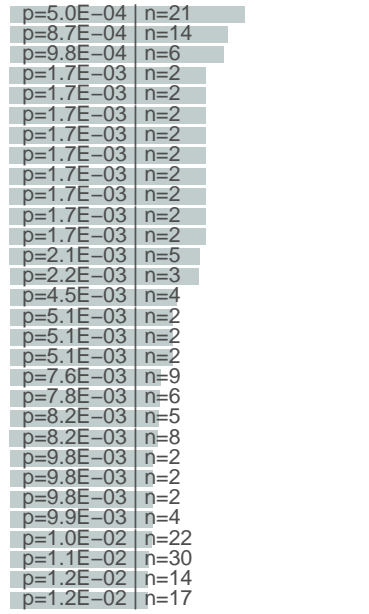 p=5.0E−04 | n=21
p=8.7E−04 | n=14
p=9.8E−04 | n=6
p=1.7E−03 | n=2
p=1.7E−03 | n=2
p=1.7E−03 | n=2
p=1.7E−03 | n=2
p=1.7E−03 | n=2
p=1.7E−03 | n=2
p=1.7E−03 | n=2
p=1.7E−03 | n=2
p=1.7E−03 | n=2
p=2.1E−03 | n=5
p=2.2E−03 | n=3
p=4.5E−03 | n=4
p=5.1E−03 | n=2
p=5.1E−03 | n=2
p=5.1E−03 | n=2
p=7.6E−03 | n=9
p=7.8E−03 | n=6
p=8.2E−03 | n=5
p=8.2E−03 | n=8
p=9.8E−03 | n=2
p=9.8E−03 | n=2
p=9.8E−03 | n=2
p=9.9E−03 | n=4
p=1.0E−02 | n=22
p=1.1E−02 | n=30
p=1.2E−02 | n=14
p=1.2E−02 | n=17